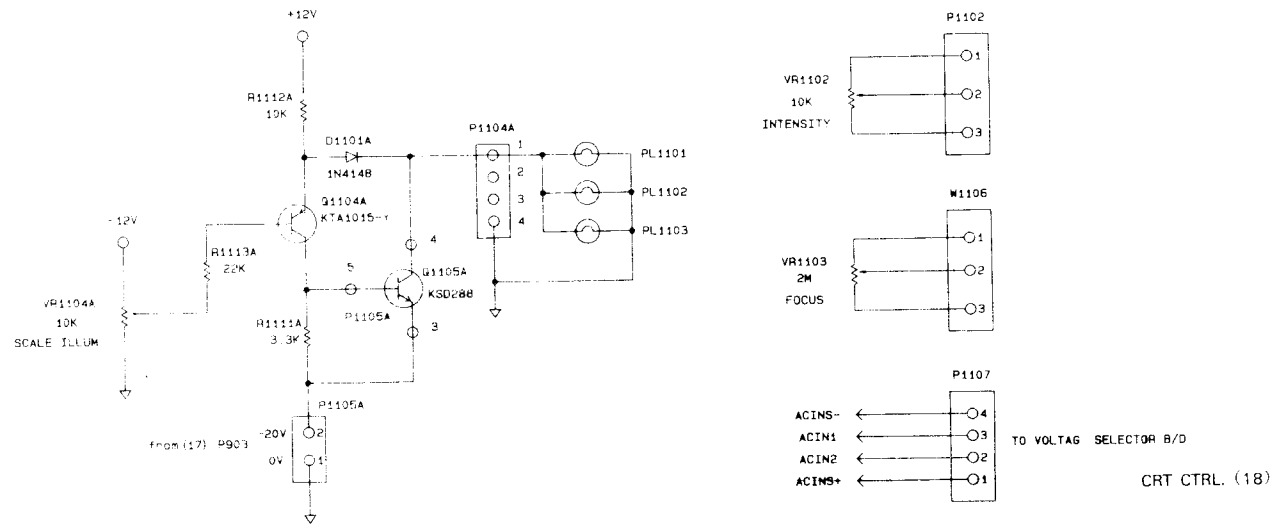 +12V
R1112A
10K
D1101A
1N4148
Q1104A
KTA1015-Y
-12V
R1113A
22K
VR1104A
10K
SCALE ILLUM
R1111A
3.3K
5
P1105A
4
Q1105A
KSD288
3
P1105A
from (17) P903
-20V
2
0V
1
P1104A
1
2
3
4
PL1101
PL1102
PL1103
P1102
VR1102
10K
INTENSITY
1
2
3
W1106
VR1103
2M
FOCUS
1
2
3
P1107
ACINS-
4
ACIN1
3
ACIN2
2
ACINS+
1
TO VOLTAG SELECTOR B/D
CRT CTRL. (18)